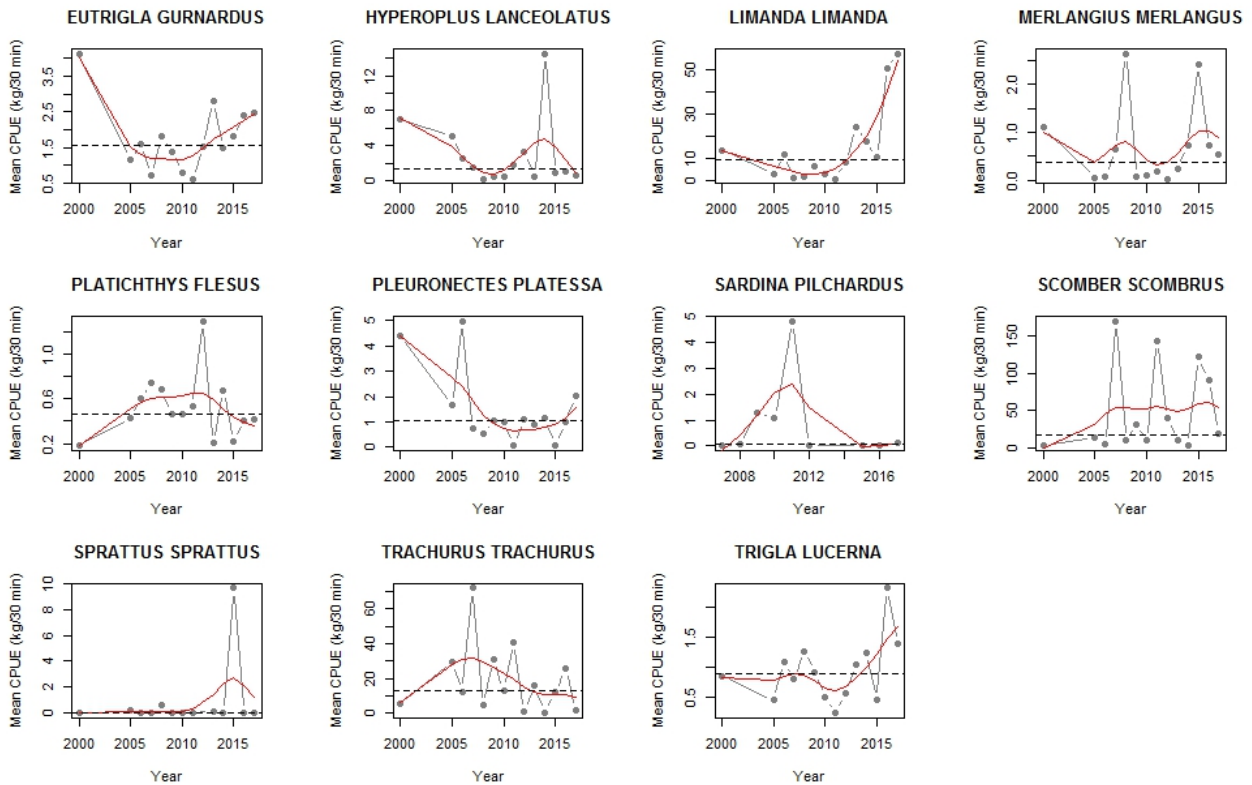 EUTRIGLA GURNARDUS
Mean CPUE (kg/30 min)
0.5 1.5 2.5 3.5
2000 2005 2010 2015
Year
HYPEROPLUS LANCEOLATUS
Mean CPUE (kg/30 min)
0 4 8 12
2000 2005 2010 2015
Year
LIMANDA LIMANDA
Mean CPUE (kg/30 min)
0 10 30 50
2000 2005 2010 2015
Year
MERLANGIUS MERLANGUS
Mean CPUE (kg/30 min)
0.0 1.0 2.0
2000 2005 2010 2015
Year
PLATICHTHYS FLESUS
Mean CPUE (kg/30 min)
0.2 0.6 1.0
2000 2005 2010 2015
Year
PLEURONECTES PLATESSA
Mean CPUE (kg/30 min)
0 1 2 3 4 5
2000 2005 2010 2015
Year
SARDINA PILCHARDUS
Mean CPUE (kg/30 min)
0 1 2 3 4 5
2008 2012 2016
Year
SCOMBER SCOMBRUS
Mean CPUE (kg/30 min)
0 50 100 150
2000 2005 2010 2015
Year
SPRATTUS SPRATTUS
Mean CPUE (kg/30 min)
0 2 4 6 8 10
2000 2005 2010 2015
Year
TRACHURUS TRACHURUS
Mean CPUE (kg/30 min)
0 20 40 60
2000 2005 2010 2015
Year
TRIGLA LUCERNA
Mean CPUE (kg/30 min)
0.5 1.5
2000 2005 2010 2015
Year